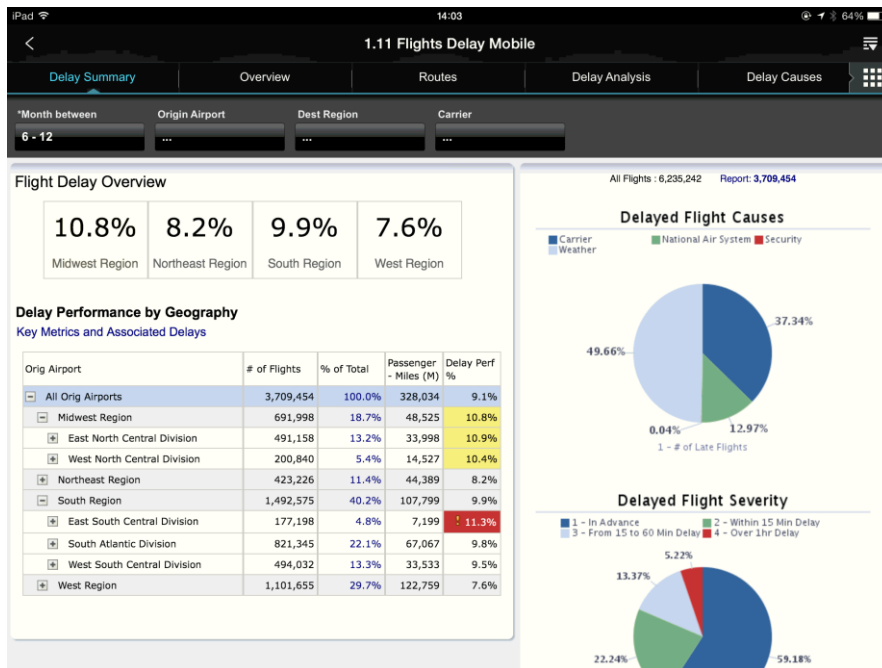 iPad 14:03 64%
1.11 Flights Delay Mobile
Delay Summary Overview Routes Delay Analysis Delay Causes
*Month between Origin Airport Dest Region Carrier
6 - 12 ... ... ...
Flight Delay Overview
10.8% 8.2% 9.9% 7.6%
Midwest Region Northeast Region South Region West Region
Delay Performance by Geography
Key Metrics and Associated Delays
Orig Airport # of Flights % of Total Passenger - Miles (M) Delay Perf %
All Orig Airports 3,709,454 100.0% 328,034 9.1%
Midwest Region 691,998 18.7% 48,525 10.8%
East North Central Division 491,158 13.2% 33,998 10.9%
West North Central Division 200,840 5.4% 14,527 10.4%
Northeast Region 423,226 11.4% 44,389 8.2%
South Region 1,492,575 40.2% 107,799 9.9%
East South Central Division 177,198 4.8% 7,199 ! 11.3%
South Atlantic Division 821,345 22.1% 67,067 9.8%
West South Central Division 494,032 13.3% 33,533 9.5%
West Region 1,101,655 29.7% 122,759 7.6%
All Flights : 6,235,242 Report: 3,709,454
Delayed Flight Causes
Carrier National Air System Security
Weather
37.34%
49.66%
0.04% 12.97%
1 - # of Late Flights
Delayed Flight Severity
1 - In Advance 2 - Within 15 Min Delay
3 - From 15 to 60 Min Delay 4 - Over 1hr Delay
5.22%
13.37%
22.24% 59.18%